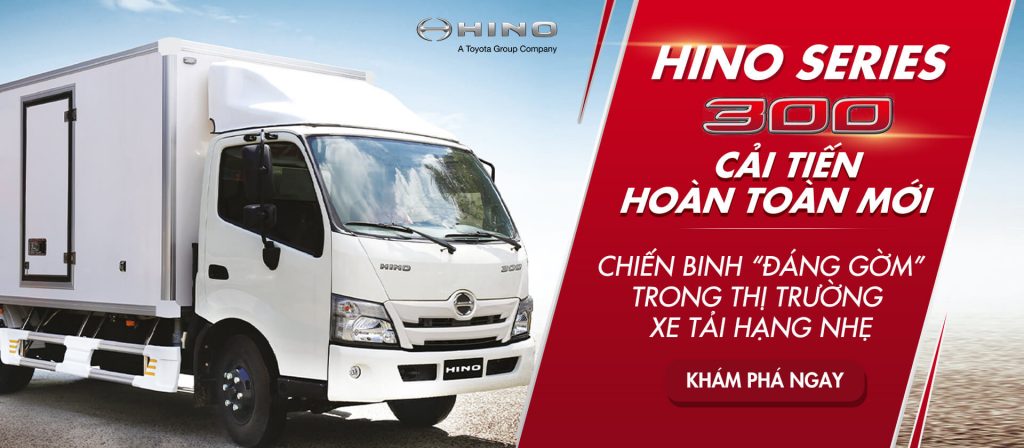 HINO
A Toyota Group Company
HINO SERIES
300
CẢI TIẾN
HOÀN TOÀN MỚI
CHIẾN BINH “ĐÁNG GỜM”
TRONG THỊ TRƯỜNG
XE TẢI HẠNG NHẸ
KHÁM PHÁ NGAY
HINO
300
HINO